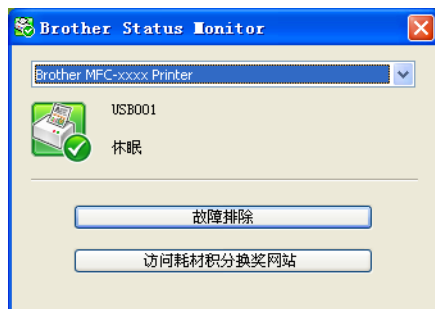 Brother Status Monitor
Brother MFC-xxxx Printer
USB001
休眠
故障排除
访问耗材积分换奖网站